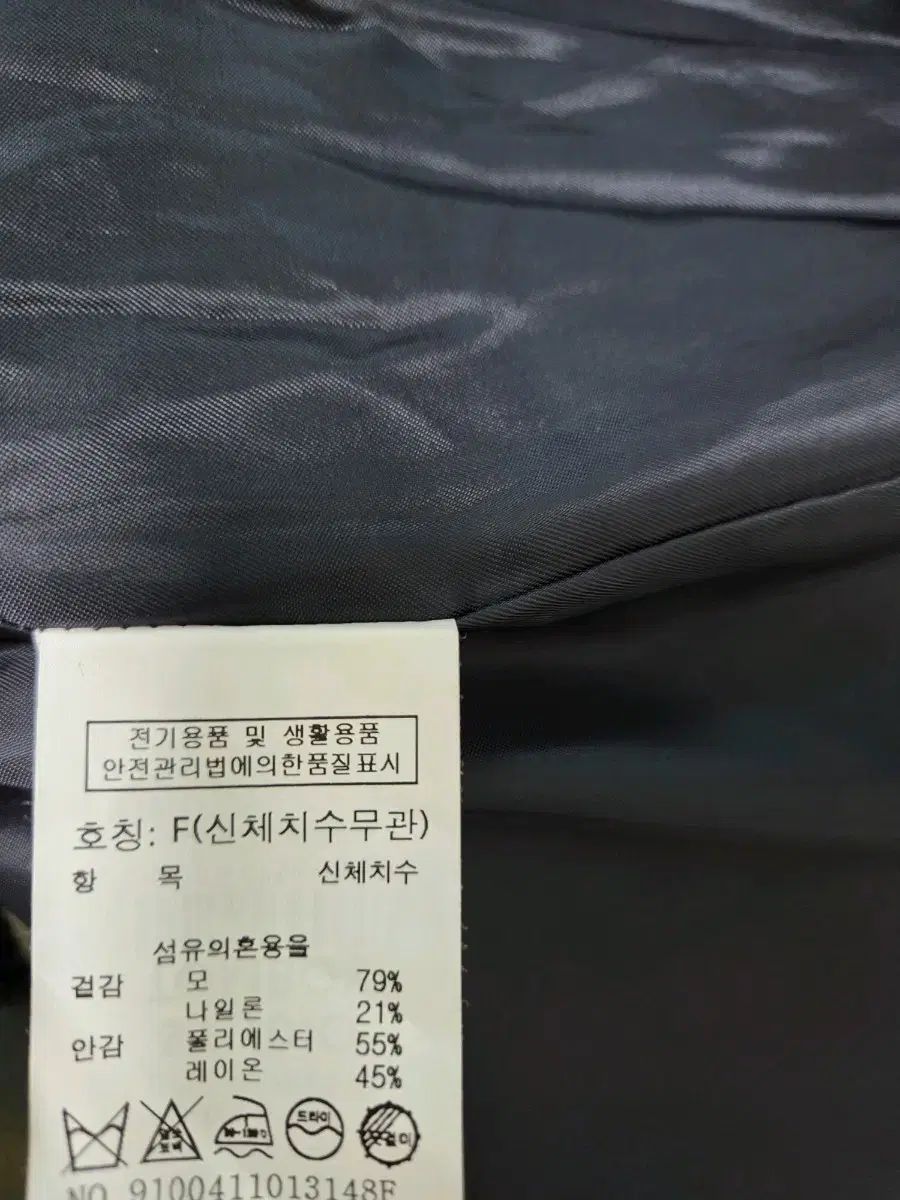 전기용품 및 생활용품
안전관리법에의한품질표시
호칭: F(신체치수무관)
항 목 신체치수
섬유의혼용율
겉감 모 79%
나일론 21%
안감 폴리에스터 55%
레이온 45%
드라이
옷걸이
NO 9100411013148F